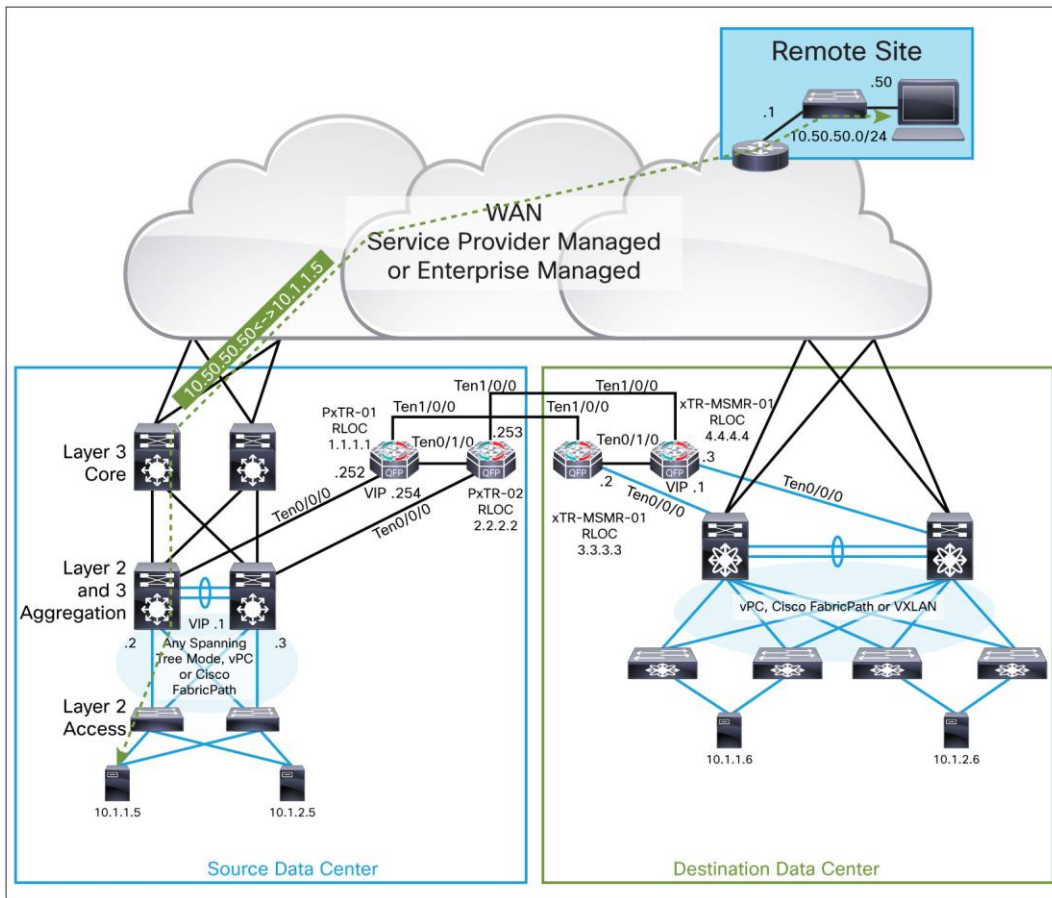 Remote Site
.50
.1
10.50.50.0/24
WAN
Service Provider Managed
or Enterprise Managed
10.50.50.50<->10.1.1.5
Ten1/0/0
Ten1/0/0
Ten1/0/0
Ten1/0/0
PxTR-01
RLOC
1.1.1.1
xTR-MSMR-01
RLOC
4.4.4.4
Layer 3
Core
Ten0/1/0
.253
Ten0/1/0
.3
.252
QFP
QFP
QFP
QFP
VIP .254
.2
VIP .1
Ten0/0/0
Ten0/0/0
PxTR-02
RLOC
2.2.2.2
xTR-MSMR-01
RLOC
3.3.3.3
Ten0/0/0
Ten0/0/0
Layer 2
and 3
Aggregation
VIP .1
.2
.3
Any Spanning
Tree Mode, vPC
or Cisco
FabricPath
vPC, Cisco FabricPath or VXLAN
Layer 2
Access
10.1.1.5
10.1.2.5
10.1.1.6
10.1.2.6
Source Data Center
Destination Data Center